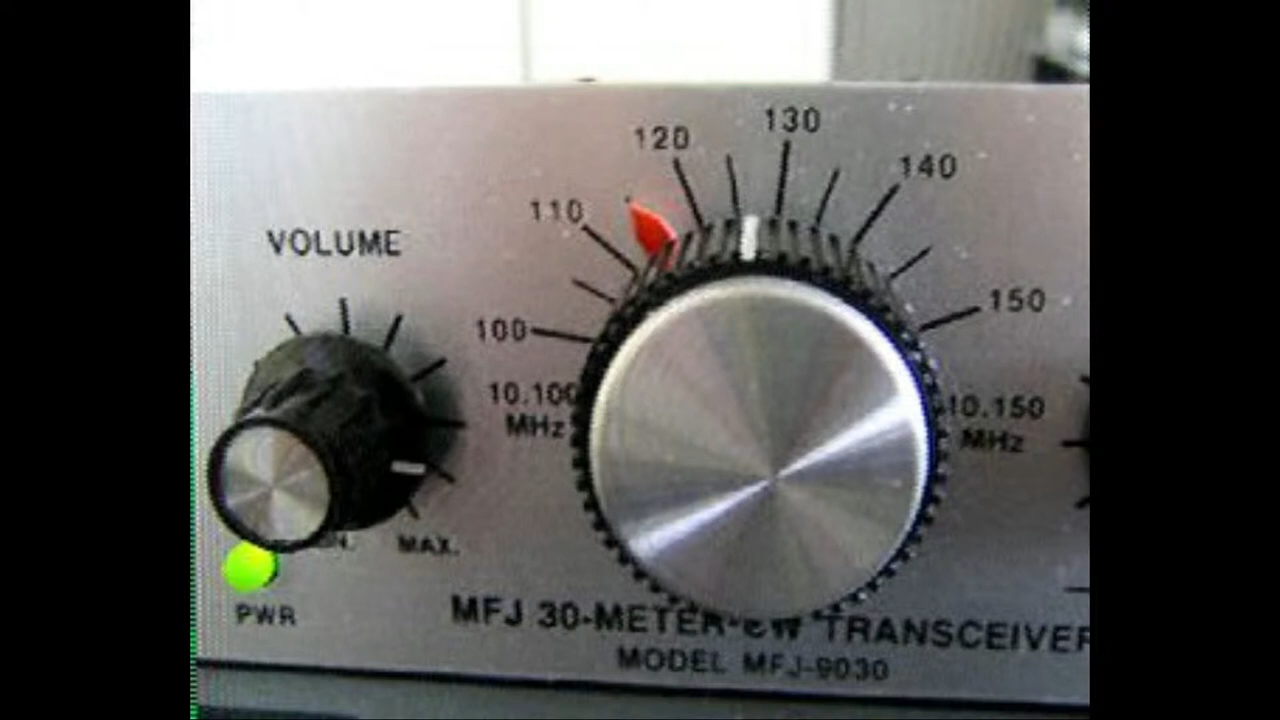 130
120
140
110
VOLUME
150
100
10.100
MHz
10.150
MHz
MAX.
PWR
MFJ 30-METER CW TRANSCEIVER
MODEL MFJ-9030